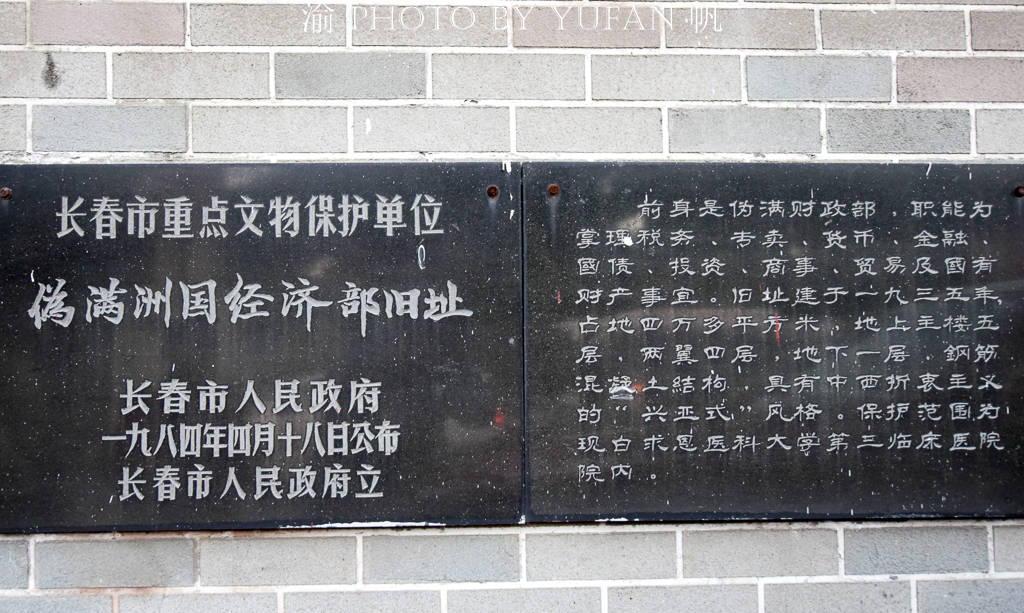 渝 PHOTO BY YUFAN 帆
长春市重点文物保护单位
偽满洲国经济部旧址
长春市人民政府
一九八四年四月十八日公布
长春市人民政府立
前身是伪满财政部，职能为
掌理税务、专卖、货币、金融、
國债、投资、商事、贸易及國有
财产事宜。旧址建于一九三五年，
占地四万多平方米，地上主楼五
层，两翼四层，地下一层，鋼筋
混凝土結构，具有中西折衷主义
的“兴亚式”风格。保护范围为
现白求恩医科大学第三临床医院
院内。